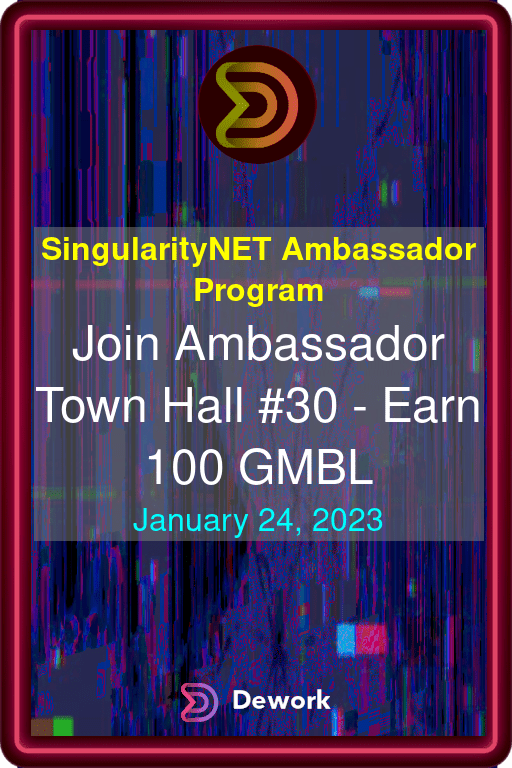 SingularityNET Ambassador
Program
Join Ambassador
Town Hall #30 - Earn
100 GMBL
January 24, 2023
Dework